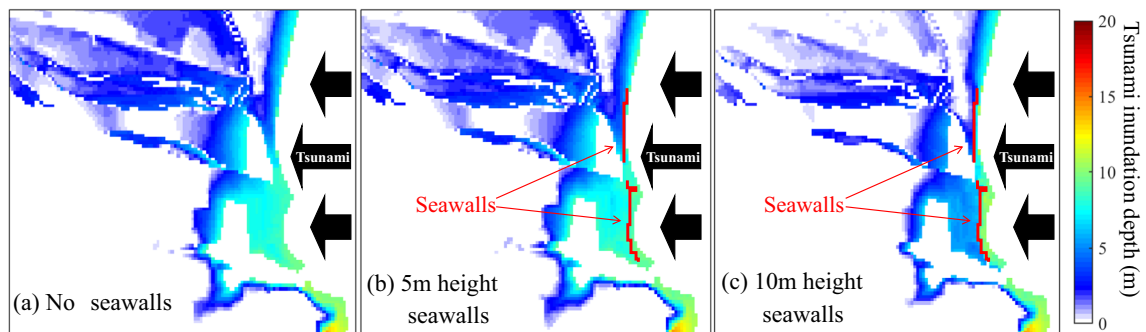 (a) No seawalls
Tsunami
Seawalls
(b) 5m height
seawalls
Tsunami
Seawalls
(c) 10m height
seawalls
Tsunami
20
15
10
5
0
Tsunami inundation depth (m)